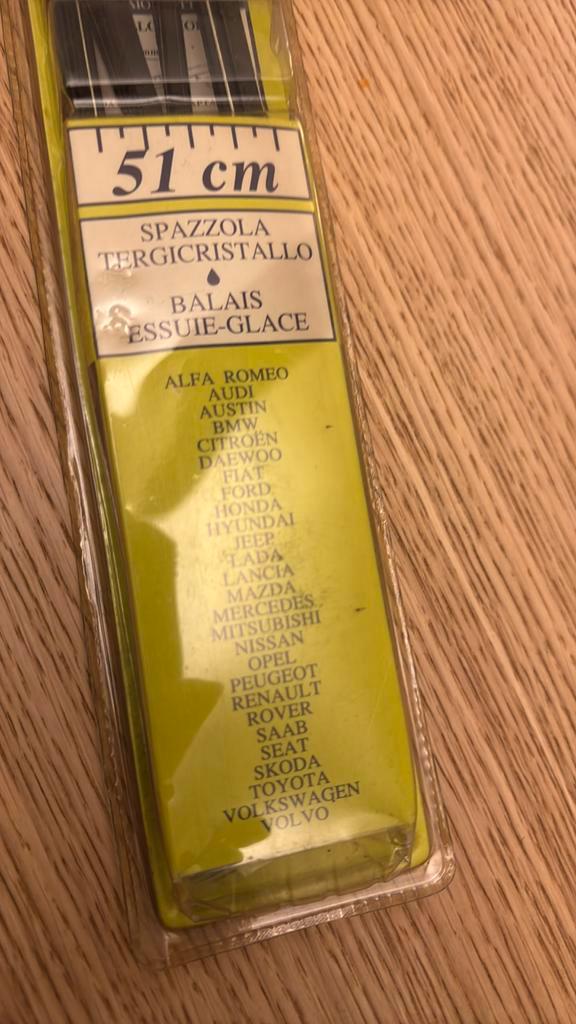 51 cm
SPAZZOLA
TERGICRISTALLO
BALAIS
ESSUIE-GLACE
ALFA ROMEO
AUDI
AUSTIN
BMW
CITROËN
DAEWOO
FIAT
FORD
HONDA
HYUNDAI
JEEP
LADA
LANCIA
MAZDA
MERCEDES
MITSUBISHI
NISSAN
OPEL
PEUGEOT
RENAULT
ROVER
SAAB
SEAT
SKODA
TOYOTA
VOLKSWAGEN
VOLVO